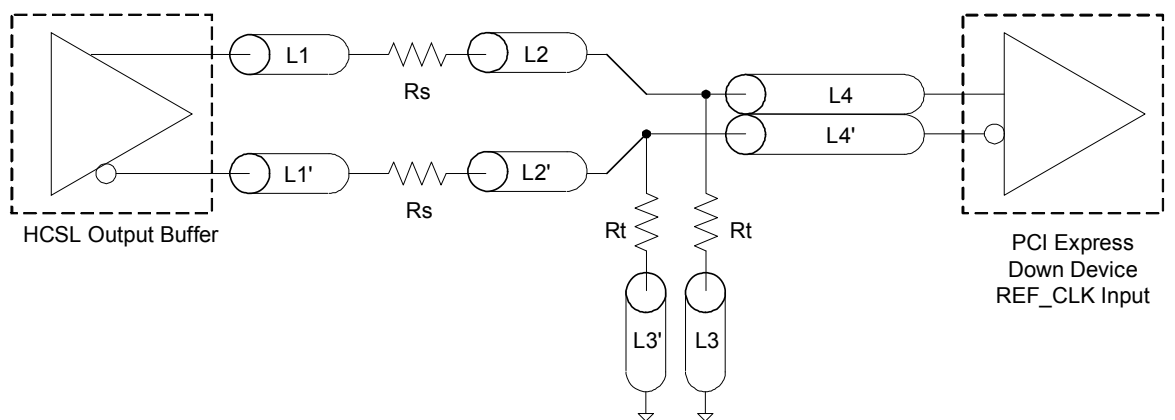 L1
Rs
L2
L4
L4'
L1'
Rs
L2'
HCSL Output Buffer
Rt
Rt
L3'
L3
PCI Express
Down Device
REF_CLK Input